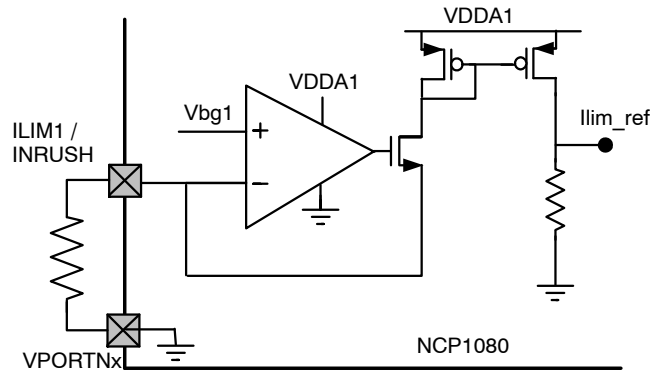 VDDA1
VDDA1
Vbg1
+
ILIM1 /
INRUSH
Ilim_ref
–
NCP1080
VPORTNx